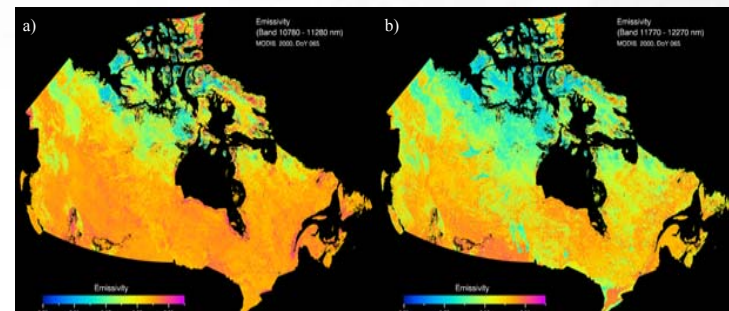 a)
Emissivity
(Band 10780 - 11280 nm)
MODIS 2000, DoY 065
Emissivity
b)
Emissivity
(Band 11770 - 12270 nm)
MODIS 2000, DoY 065
Emissivity